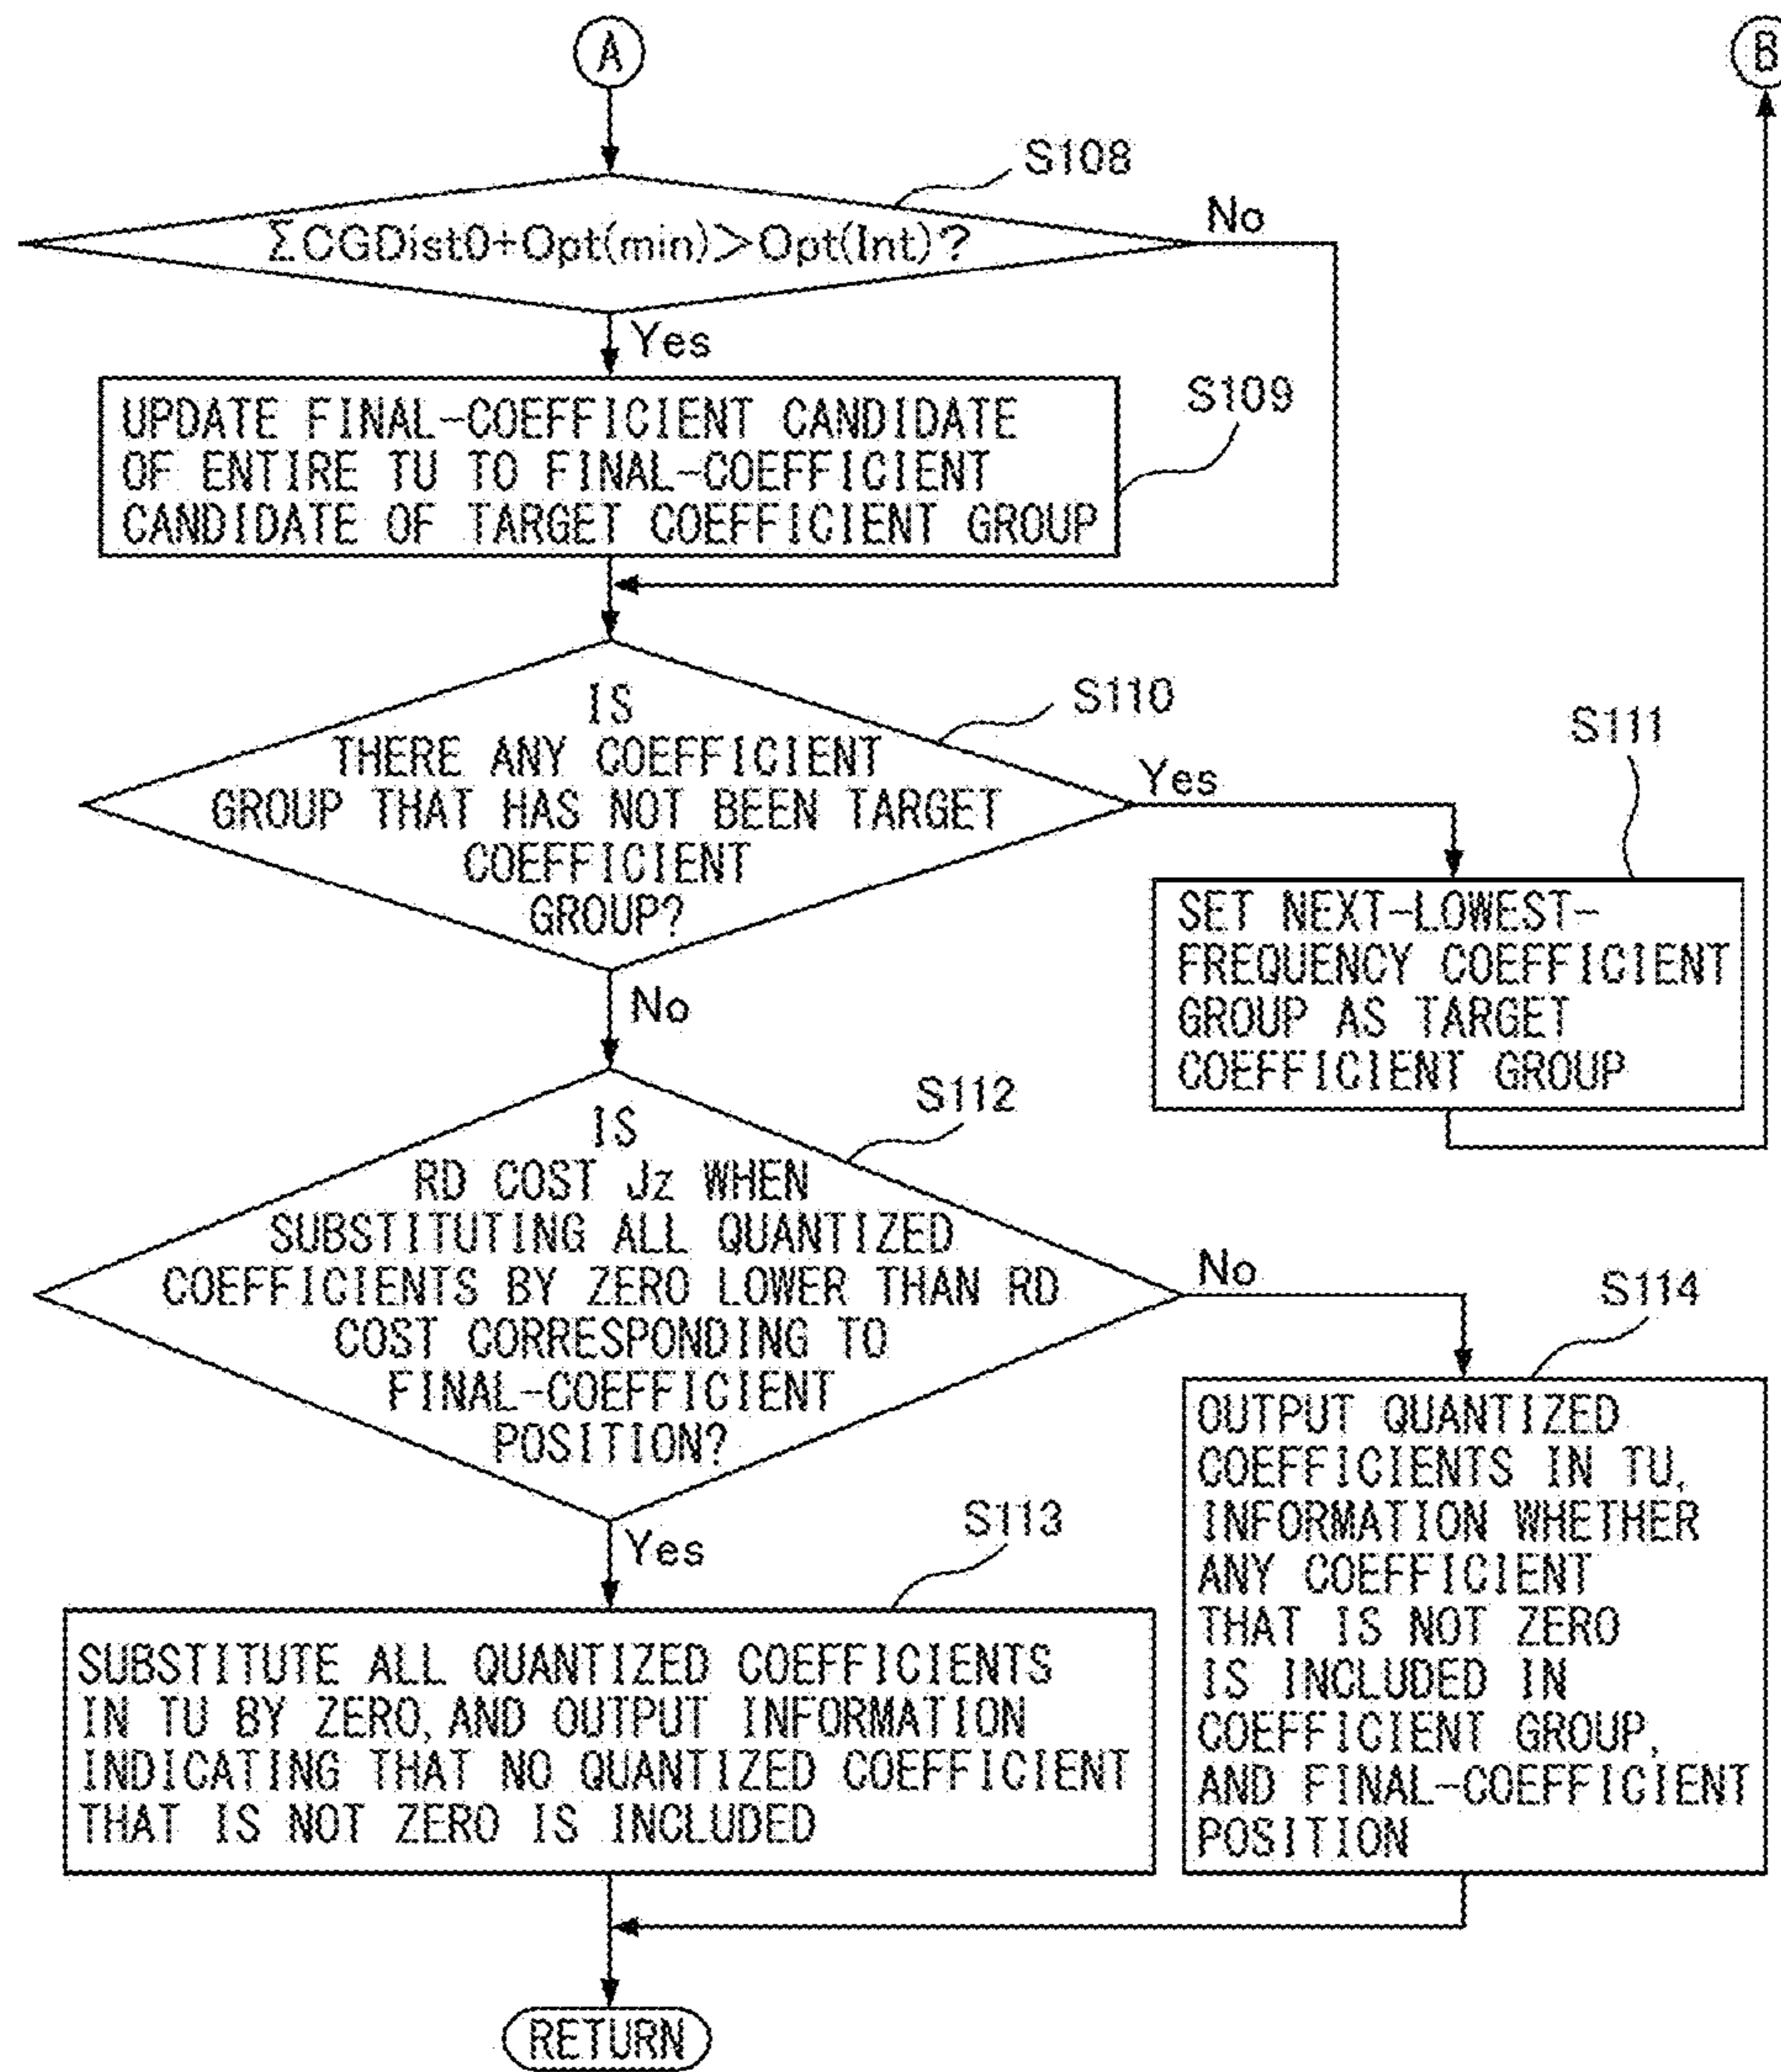 A
B
S108
ΣCGDist0+Opt(min)>Opt(Int)?
No
Yes
S109
UPDATE FINAL-COEFFICIENT CANDIDATE
OF ENTIRE TU TO FINAL-COEFFICIENT
CANDIDATE OF TARGET COEFFICIENT GROUP
S110
IS
THERE ANY COEFFICIENT
GROUP THAT HAS NOT BEEN TARGET
COEFFICIENT
GROUP?
Yes
S111
SET NEXT-LOWEST-
FREQUENCY COEFFICIENT
GROUP AS TARGET
COEFFICIENT GROUP
No
S112
IS
RD COST Jz WHEN
SUBSTITUTING ALL QUANTIZED
COEFFICIENTS BY ZERO LOWER THAN RD
COST CORRESPONDING TO
FINAL-COEFFICIENT
POSITION?
No
S114
OUTPUT QUANTIZED
COEFFICIENTS IN TU,
INFORMATION WHETHER
ANY COEFFICIENT
THAT IS NOT ZERO
IS INCLUDED IN
COEFFICIENT GROUP,
AND FINAL-COEFFICIENT
POSITION
Yes
S113
SUBSTITUTE ALL QUANTIZED COEFFICIENTS
IN TU BY ZERO, AND OUTPUT INFORMATION
INDICATING THAT NO QUANTIZED COEFFICIENT
THAT IS NOT ZERO IS INCLUDED
RETURN